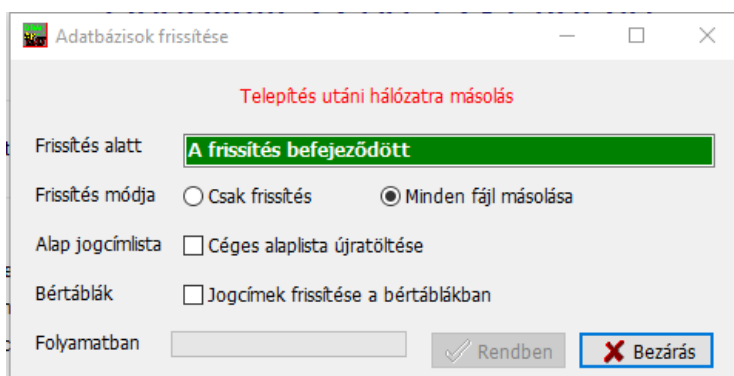 Adatbázisok frissítése
Telepítés utáni hálózatra másolás
Frissítés alatt A frissítés befejeződött
Frissítés módja Csak frissítés Minden fájl másolása
Alap jogcímlista Céges alaplista újratöltése
Bértáblák Jogcímek frissítése a bértáblákban
Folyamatban Rendben Bezárás